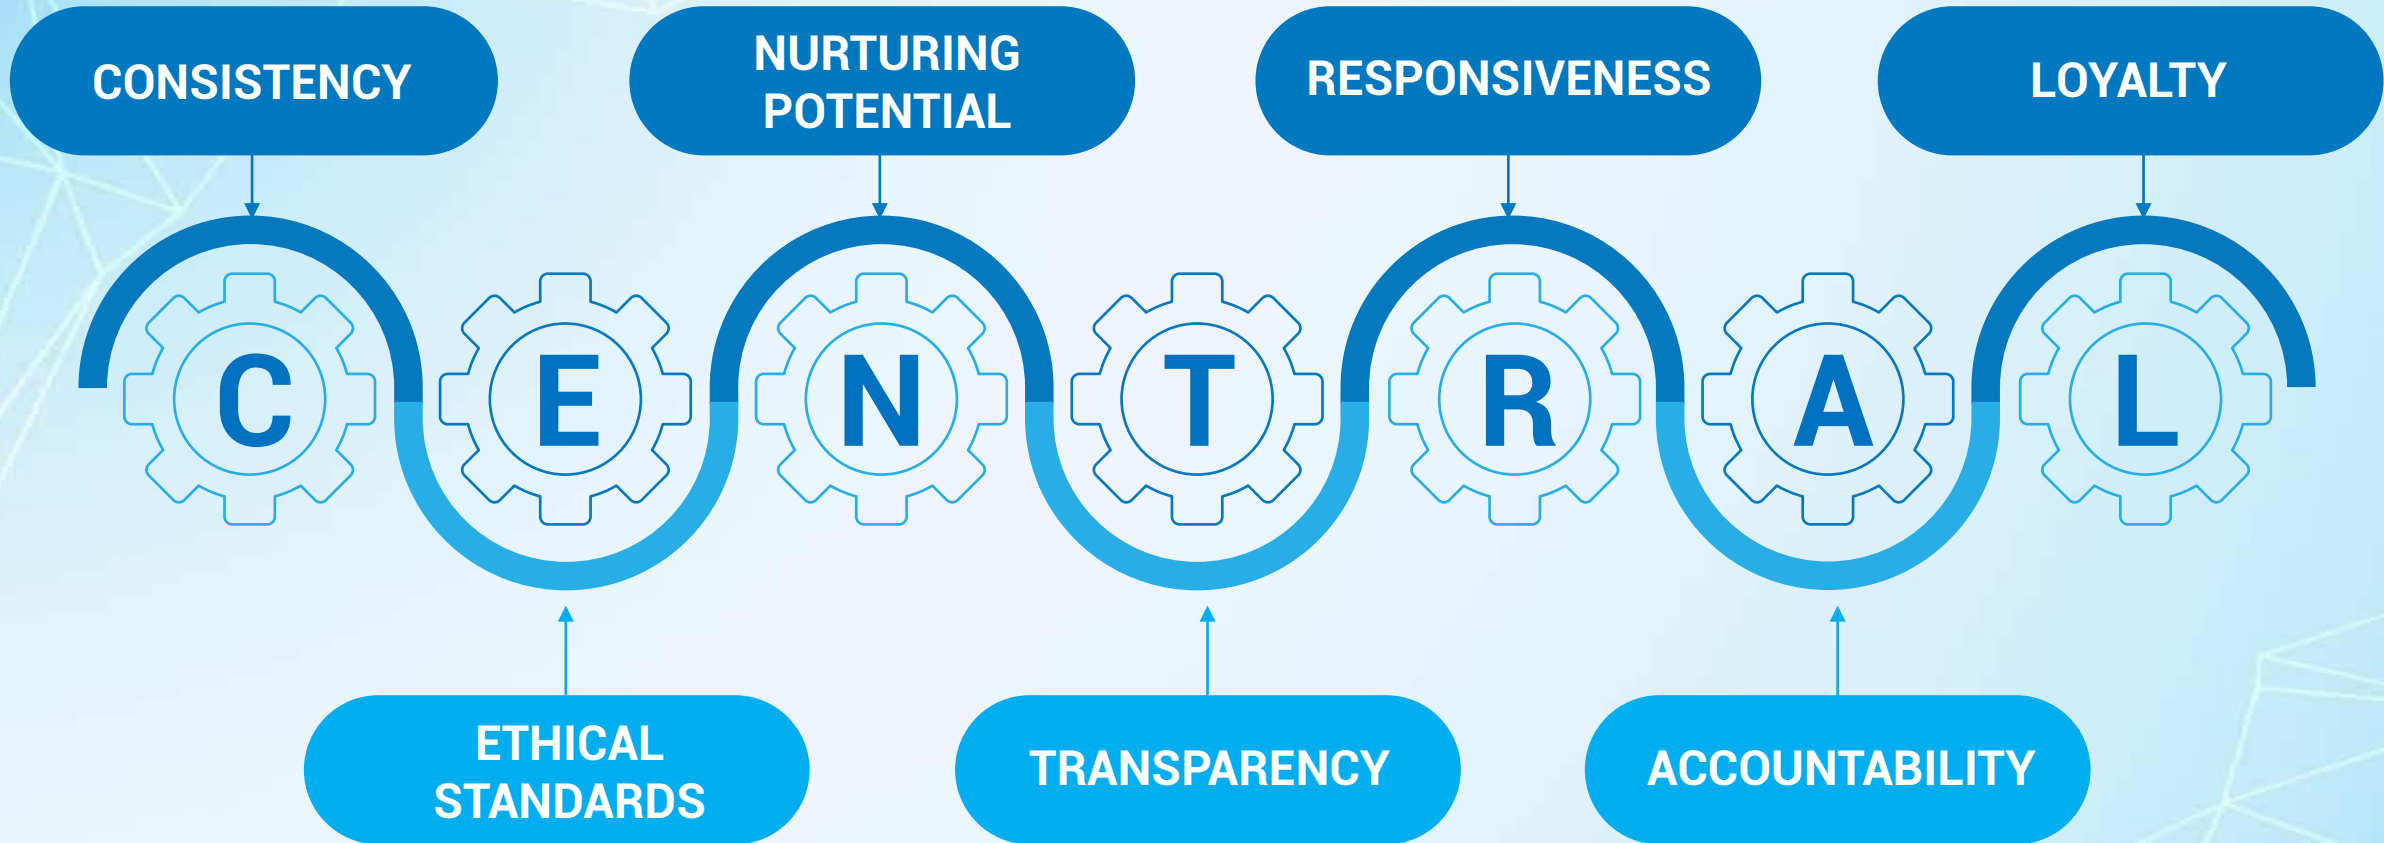 CONSISTENCY
NURTURING
POTENTIAL
RESPONSIVENESS
LOYALTY
C E N T R A L
ETHICAL
STANDARDS
TRANSPARENCY
ACCOUNTABILITY